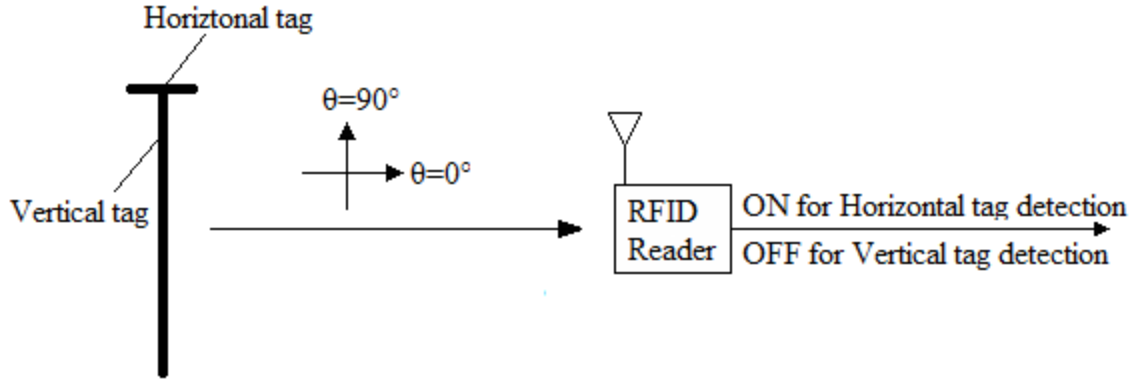 Horiztonal tag
θ=90°
θ=0°
Vertical tag
RFID
Reader
ON for Horizontal tag detection
OFF for Vertical tag detection